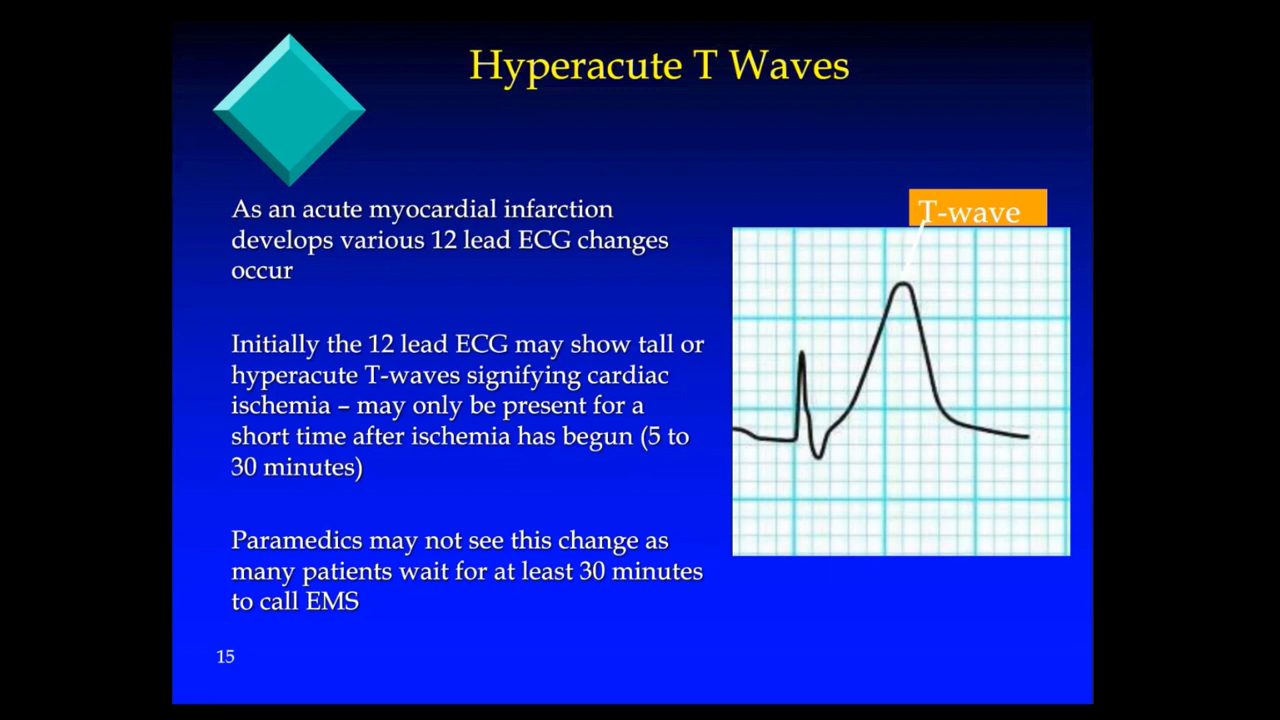 Hyperacute T Waves
As an acute myocardial infarction
develops various 12 lead ECG changes
occur
T-wave
Initially the 12 lead ECG may show tall or
hyperacute T-waves signifying cardiac
ischemia – may only be present for a
short time after ischemia has begun (5 to
30 minutes)
Paramedics may not see this change as
many patients wait for at least 30 minutes
to call EMS
15